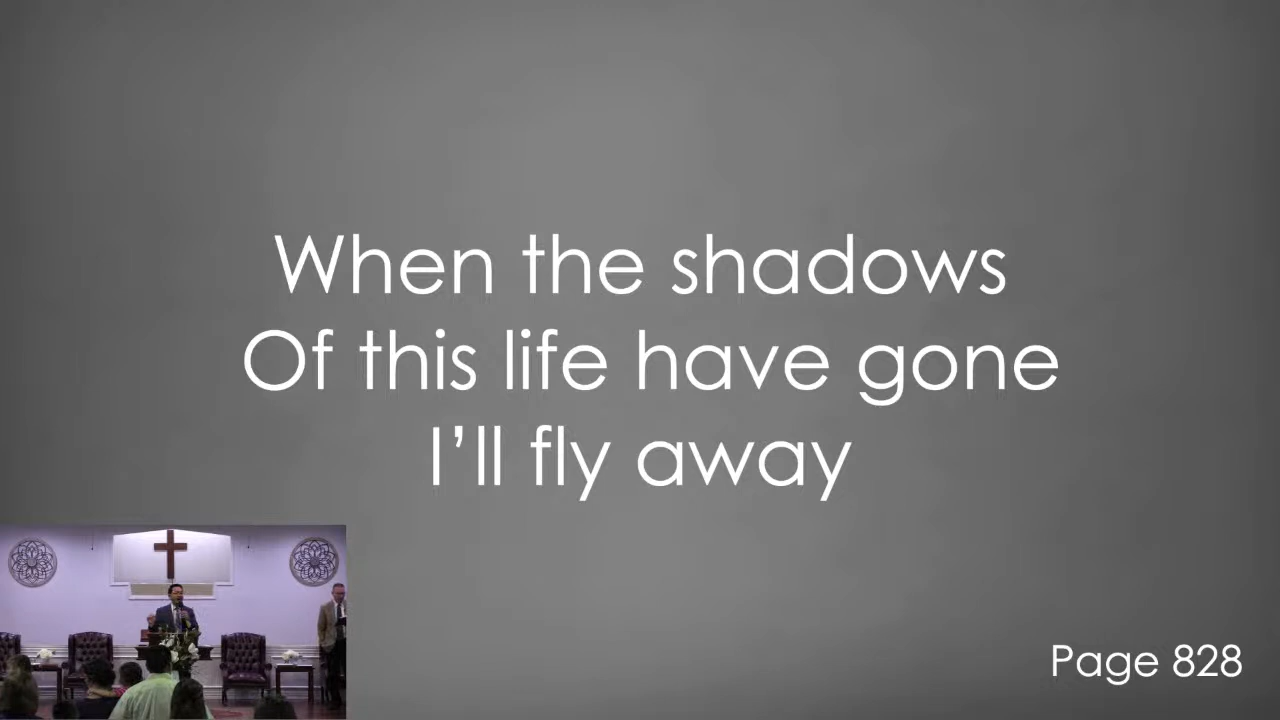 When the shadows
Of this life have gone
I’ll fly away
Page 828